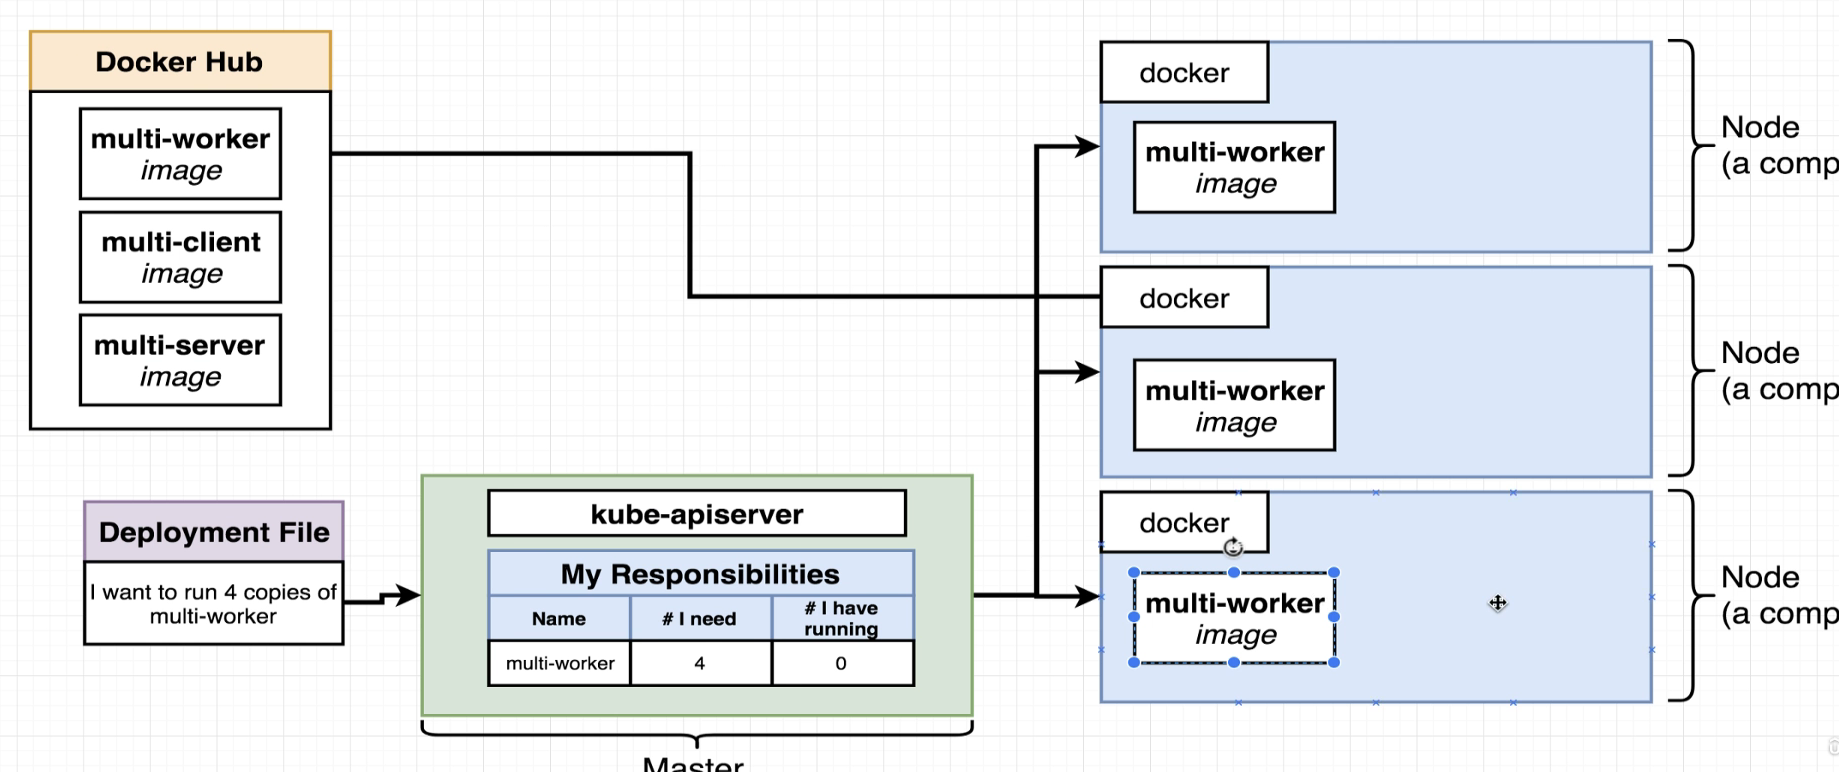 Docker Hub
multi-worker
image
multi-client
image
multi-server
image
Deployment File
I want to run 4 copies of
multi-worker
kube-apiserver
My Responsibilities
Name
# I need
# I have
running
multi-worker
4
0
Master
docker
multi-worker
image
Node
(a comp
docker
multi-worker
image
Node
(a comp
docker
multi-worker
image
Node
(a comp